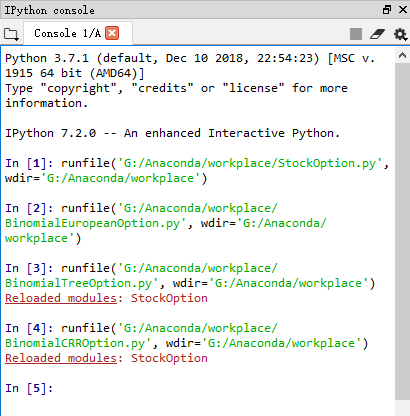 IPython console
Console 1/A
Python 3.7.1 (default, Dec 10 2018, 22:54:23) [MSC v.
1915 64 bit (AMD64)]
Type "copyright", "credits" or "license" for more
information.
IPython 7.2.0 -- An enhanced Interactive Python.
In [1]: runfile('G:/Anaconda/workplace/StockOption.py',
wdir='G:/Anaconda/workplace')
In [2]: runfile('G:/Anaconda/workplace/
BinomialEuropeanOption.py', wdir='G:/Anaconda/
workplace')
In [3]: runfile('G:/Anaconda/workplace/
BinomialTreeOption.py', wdir='G:/Anaconda/workplace')
Reloaded modules: StockOption
In [4]: runfile('G:/Anaconda/workplace/
BinomialCRROption.py', wdir='G:/Anaconda/workplace')
Reloaded modules: StockOption
In [5]: